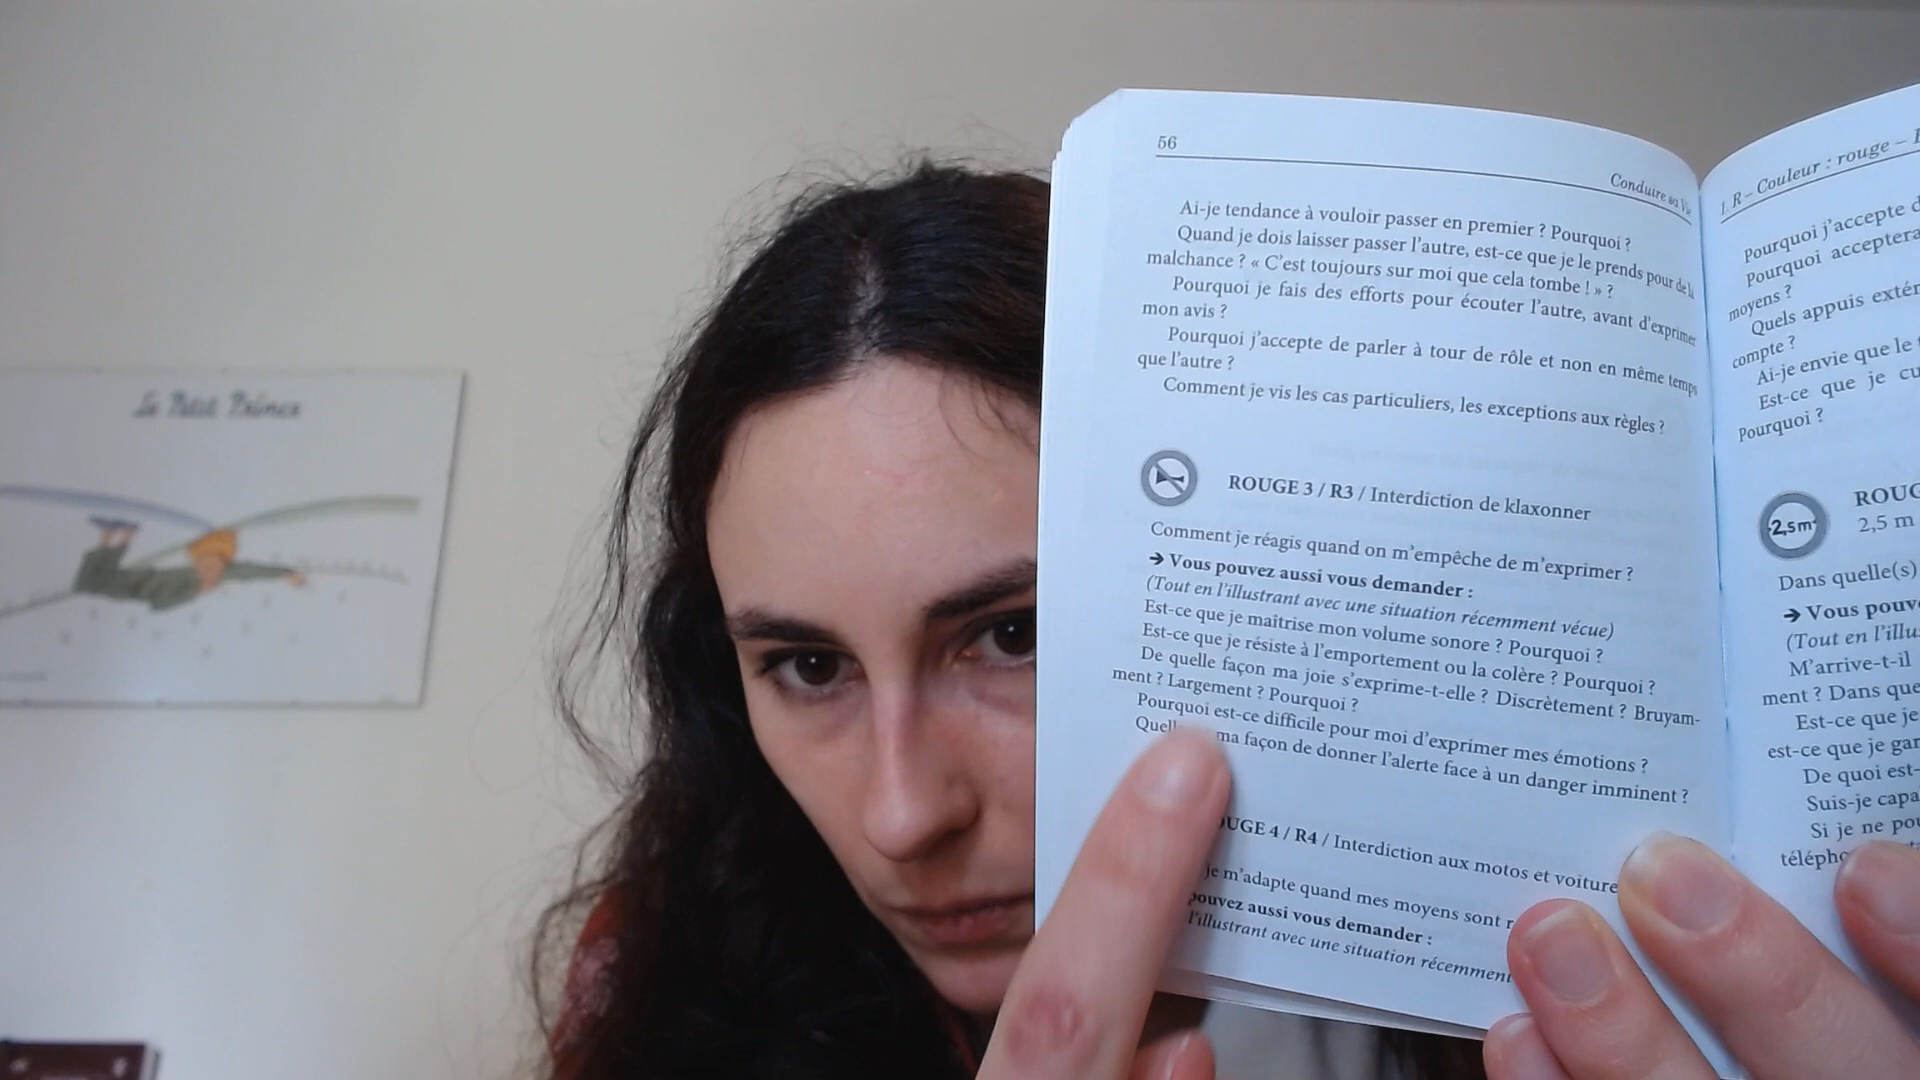 Le Petit Prince
56
Conduire sa Vie
Ai-je tendance à vouloir passer en premier ? Pourquoi ?
Quand je dois laisser passer l'autre, est-ce que je le prends pour de la
malchance ? « C'est toujours sur moi que cela tombe ! » ?
Pourquoi je fais des efforts pour écouter l'autre, avant d'exprimer
mon avis ?
Pourquoi j'accepte de parler à tour de rôle et non en même temps
que l'autre ?
Comment je vis les cas particuliers, les exceptions aux règles ?
ROUGE 3 / R3 / Interdiction de klaxonner
Comment je réagis quand on m'empêche de m'exprimer ?
➔ Vous pouvez aussi vous demander :
(Tout en l'illustrant avec une situation récemment vécue)
Est-ce que je maîtrise mon volume sonore ? Pourquoi ?
Est-ce que je résiste à l'emportement ou la colère ? Pourquoi ?
De quelle façon ma joie s'exprime-t-elle ? Discrètement ? Bruyam-
ment ? Largement ? Pourquoi ?
Pourquoi est-ce difficile pour moi d'exprimer mes émotions ?
Quell ma façon de donner l'alerte face à un danger imminent ?
OUGE 4 / R4 / Interdiction aux motos et voiture
je m'adapte quand mes moyens sont r
pouvez aussi vous demander :
l'illustrant avec une situation récemment
I. R – Couleur : rouge –
Pourquoi j'accepte d
Pourquoi acceptera
moyens ?
Quels appuis extér
compte ?
Ai-je envie que le
Est-ce que je cu
Pourquoi ?
2,5m
ROUG
2,5 m
Dans quelle(s)
➔ Vous pouv
(Tout en l'illu
M'arrive-t-il
ment ? Dans que
Est-ce que je
est-ce que je gar
De quoi est-
Suis-je capa
Si je ne pou
télépho